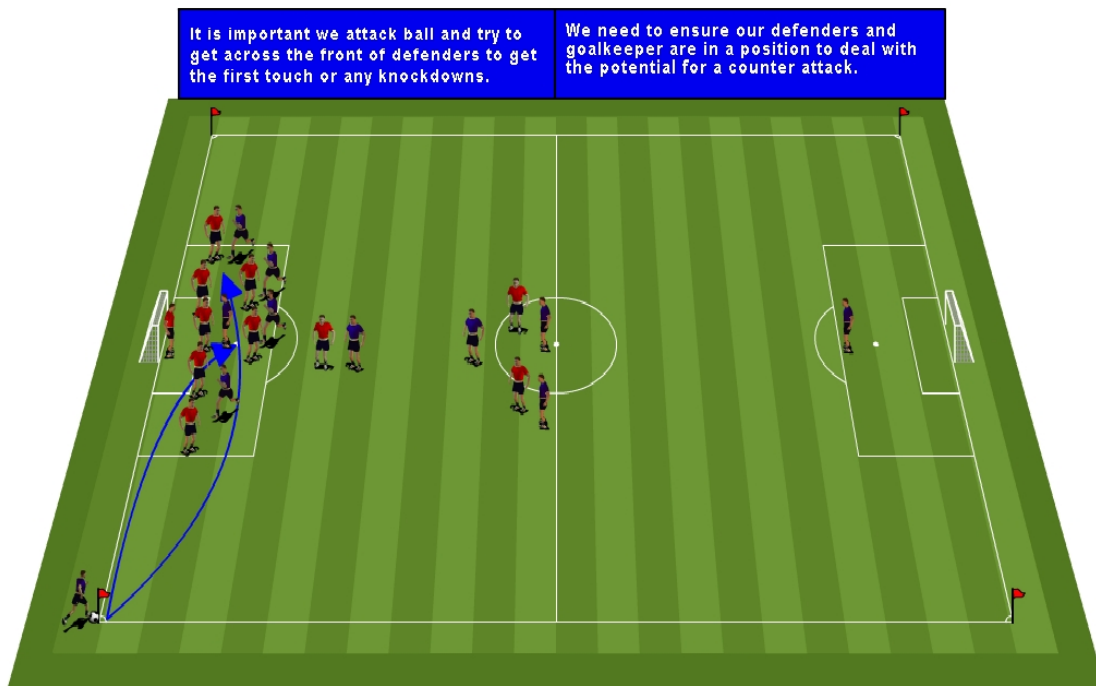 It is important we attack ball and try to
get across the front of defenders to get
the first touch or any knockdowns.
We need to ensure our defenders and
goalkeeper are in a position to deal with
the potential for a counter attack.